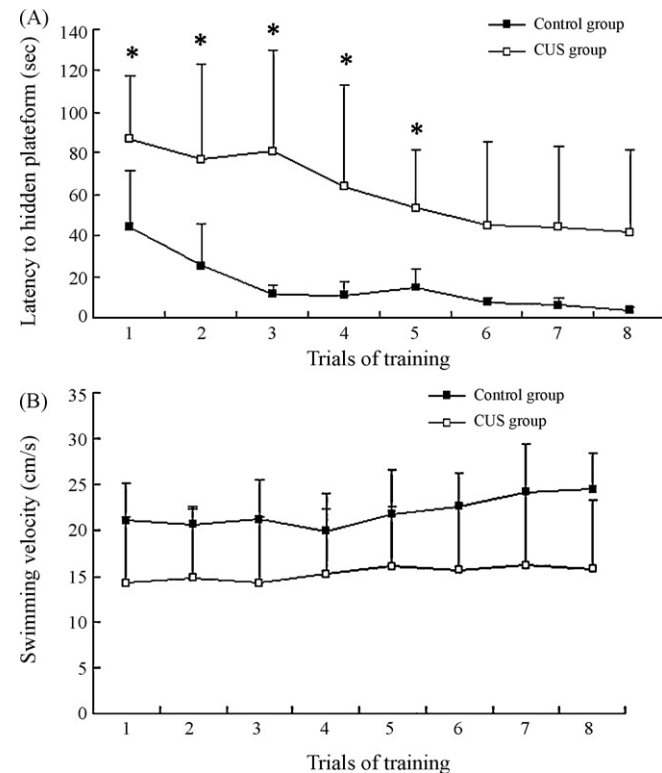 (A)
Control group
CUS group
Latency to hidden plateform (sec)
140
120
100
80
60
40
20
0
* * * * *
1 2 3 4 5 6 7 8
Trials of training
(B)
Control group
CUS group
Swimming velocity (cm/s)
35
30
25
20
15
10
5
0
1 2 3 4 5 6 7 8
Trials of training